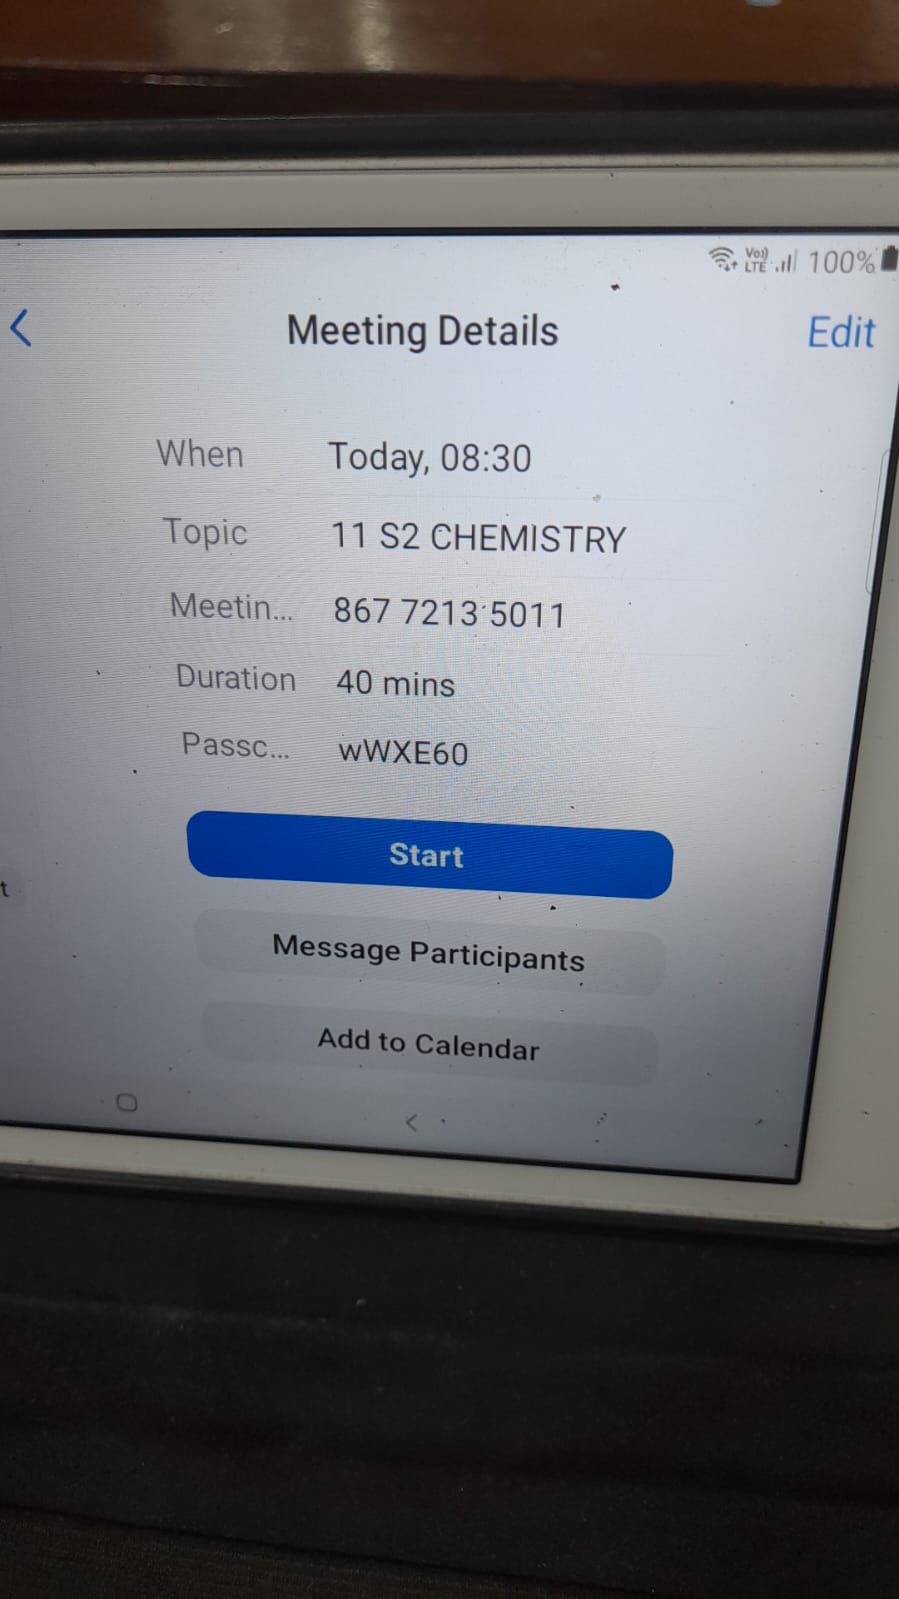 Vo)) LTE 100%
Meeting Details Edit
When Today, 08:30
Topic 11 S2 CHEMISTRY
Meetin... 867 7213 5011
Duration 40 mins
Passc... wWXE60
Start
t
Message Participants
Add to Calendar